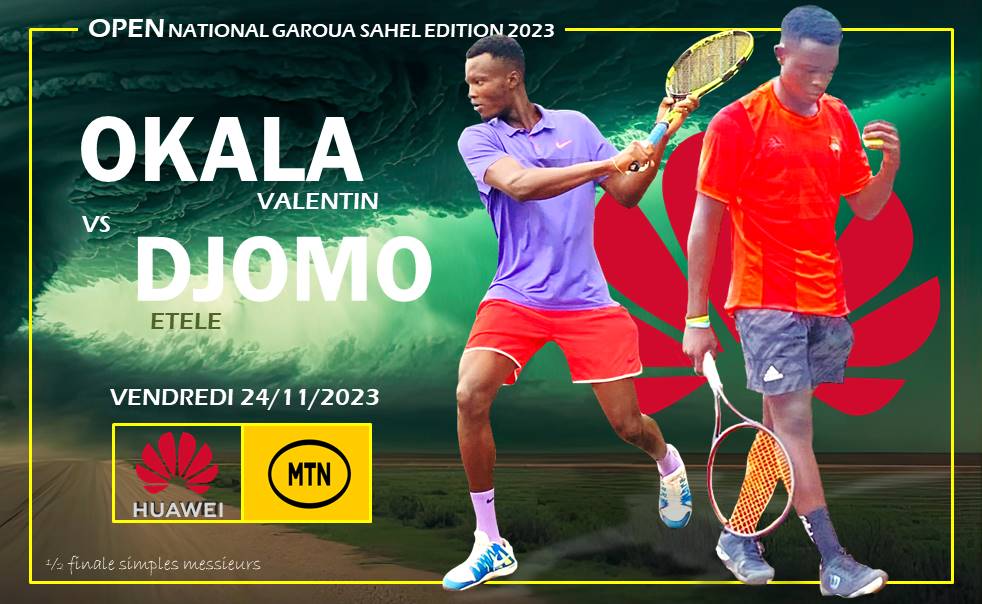 OPEN NATIONAL GAROUA SAHEL EDITION 2023
OKALA
VALENTIN
VS
DJOMO
ETELE
VENDREDI 24/11/2023
HUAWEI
MTN
½ finale simples messieurs